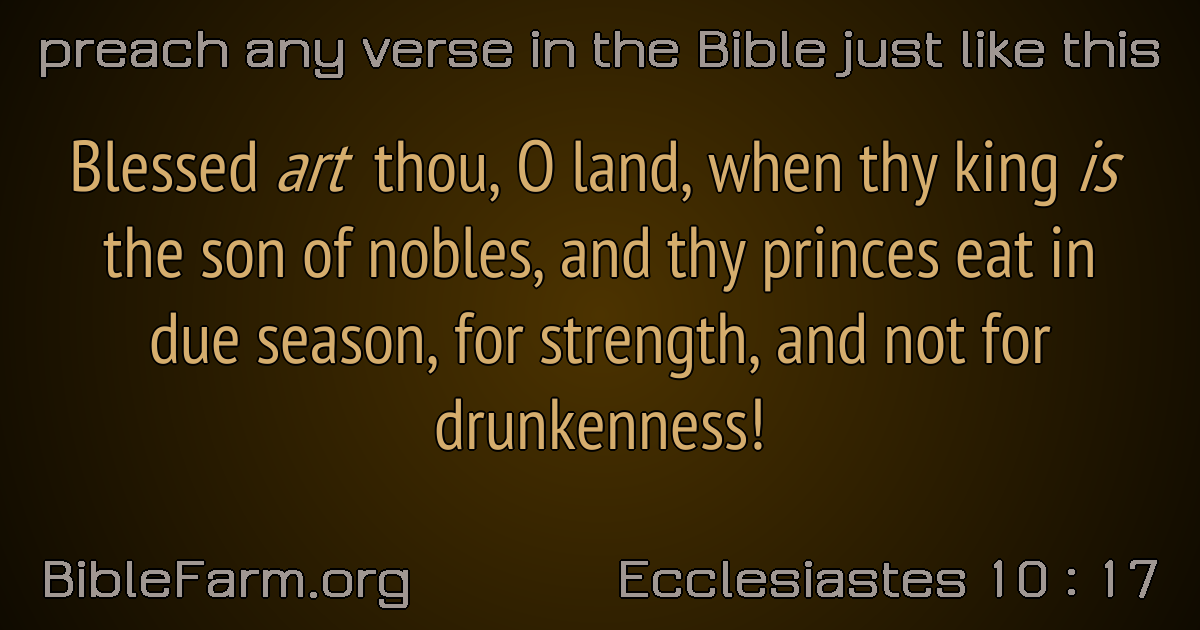 preach any verse in the Bible just like this
Blessed art thou, O land, when thy king is
the son of nobles, and thy princes eat in
due season, for strength, and not for
drunkenness!
BibleFarm.org
Ecclesiastes 10 : 17